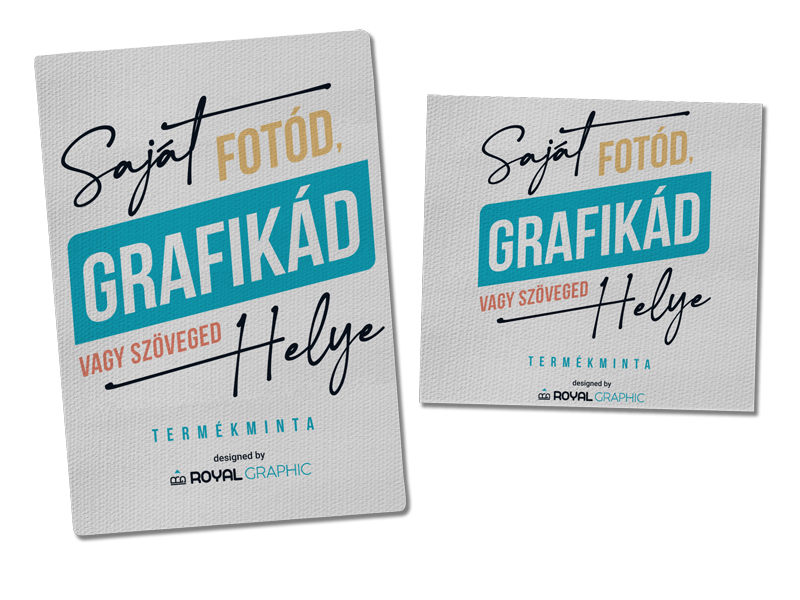 Saját FOTÓD,
GRAFIKÁD
VAGY SZÖVEGED Helye
TERMÉKMINTA
designed by
ROYAL GRAPHIC
Saját FOTÓD,
GRAFIKÁD
VAGY SZÖVEGED Helye
TERMÉKMINTA
designed by
ROYAL GRAPHIC